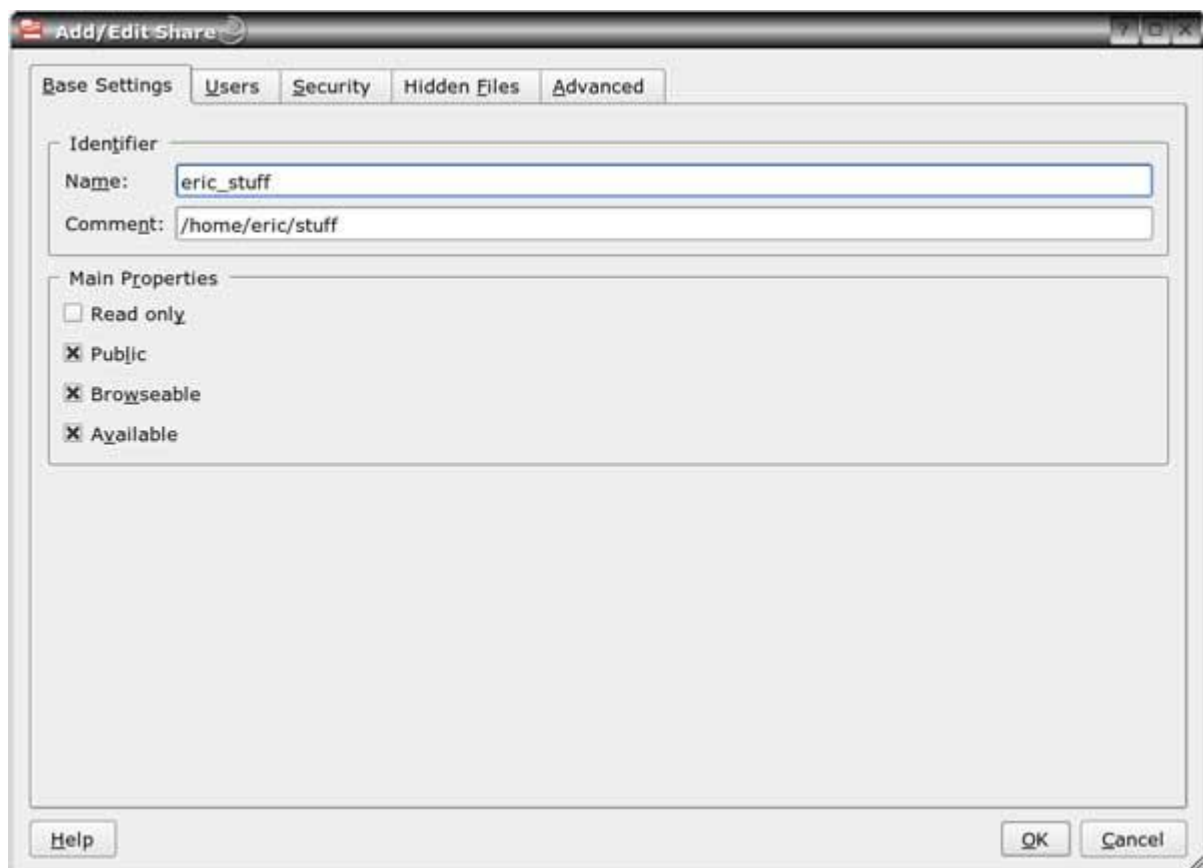 Add/Edit Share
Base Settings Users Security Hidden Files Advanced
Identifier
Name: eric_stuff
Comment: /home/eric/stuff
Main Properties
Read only
Public
Browseable
Available
Help OK Cancel